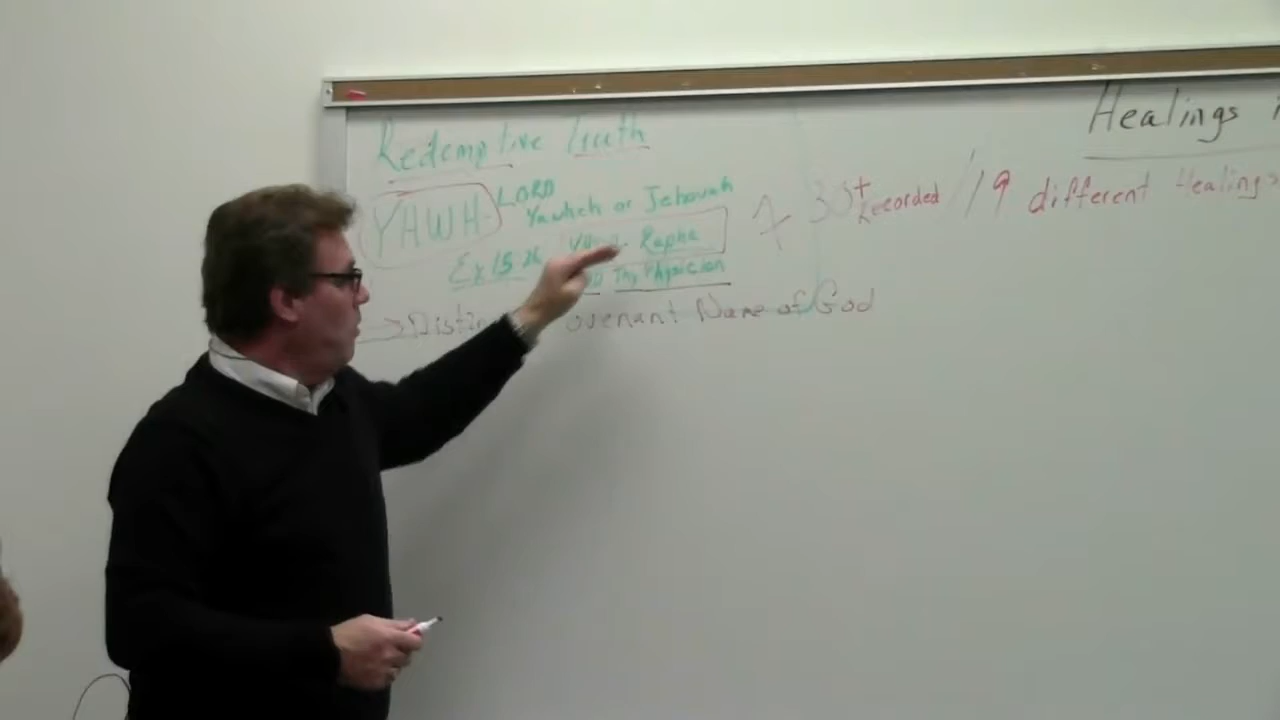 Redemptive Truth
Healings
YAWH LORD
Yawheh or Jehovah
30+ Recorded / 19 different Healings
Ex 15:26 Rapha
Thy Physician
Covenant Name of God